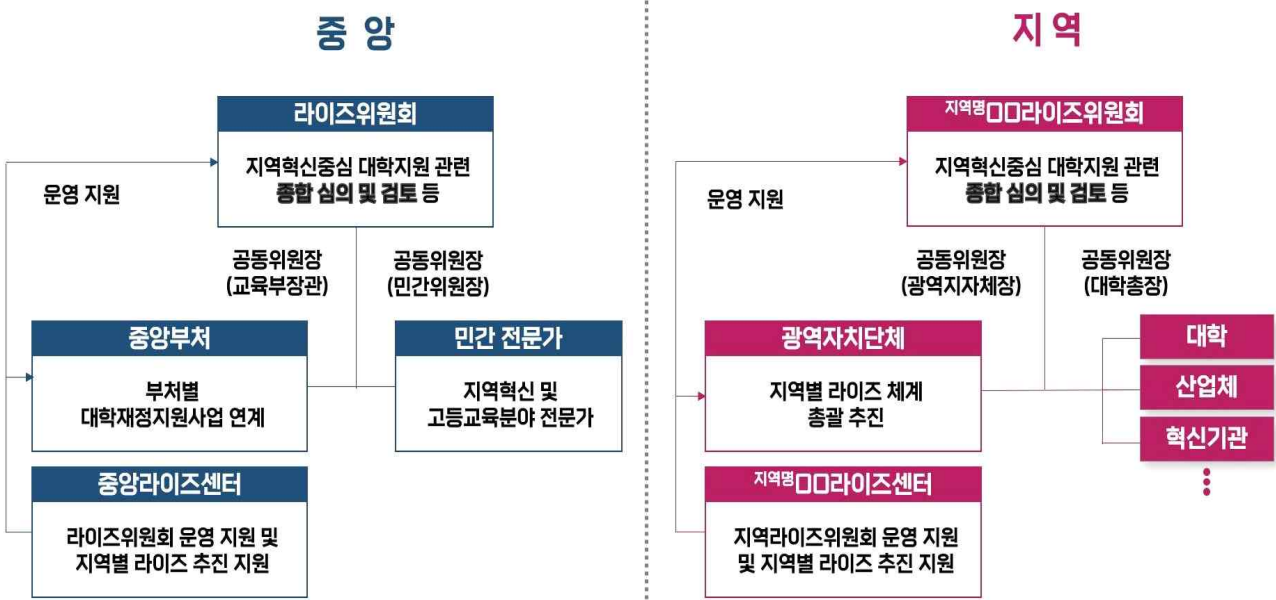 중 앙
라이즈위원회
지역혁신중심 대학지원 관련
종합 심의 및 검토 등
운영 지원
공동위원장
(교육부장관)
공동위원장
(민간위원장)
중앙부처
부처별
대학재정지원사업 연계
민간 전문가
지역혁신 및
고등교육분야 전문가
중앙라이즈센터
라이즈위원회 운영 지원 및
지역별 라이즈 추진 지원
지역
지역명□□라이즈위원회
지역혁신중심 대학지원 관련
종합 심의 및 검토 등
운영 지원
공동위원장
(광역지자체장)
공동위원장
(대학총장)
광역자치단체
지역별 라이즈 체계
총괄 추진
대학
산업체
혁신기관
지역명□□라이즈센터
지역라이즈위원회 운영 지원
및 지역별 라이즈 추진 지원